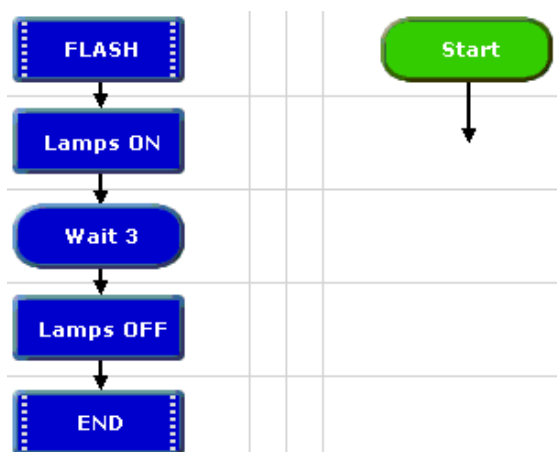 FLASH
Start
Lamps ON
Wait 3
Lamps OFF
END